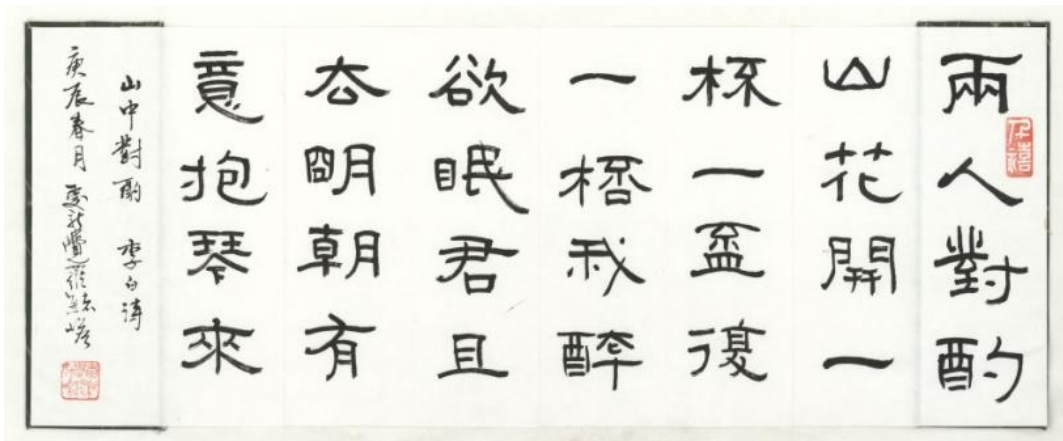 兩人對酌
山花開一
杯一盃復
一桮我醉
欲眠君且
去明朝有
意抱琴來
山中對酌 李白詩
庚辰春月